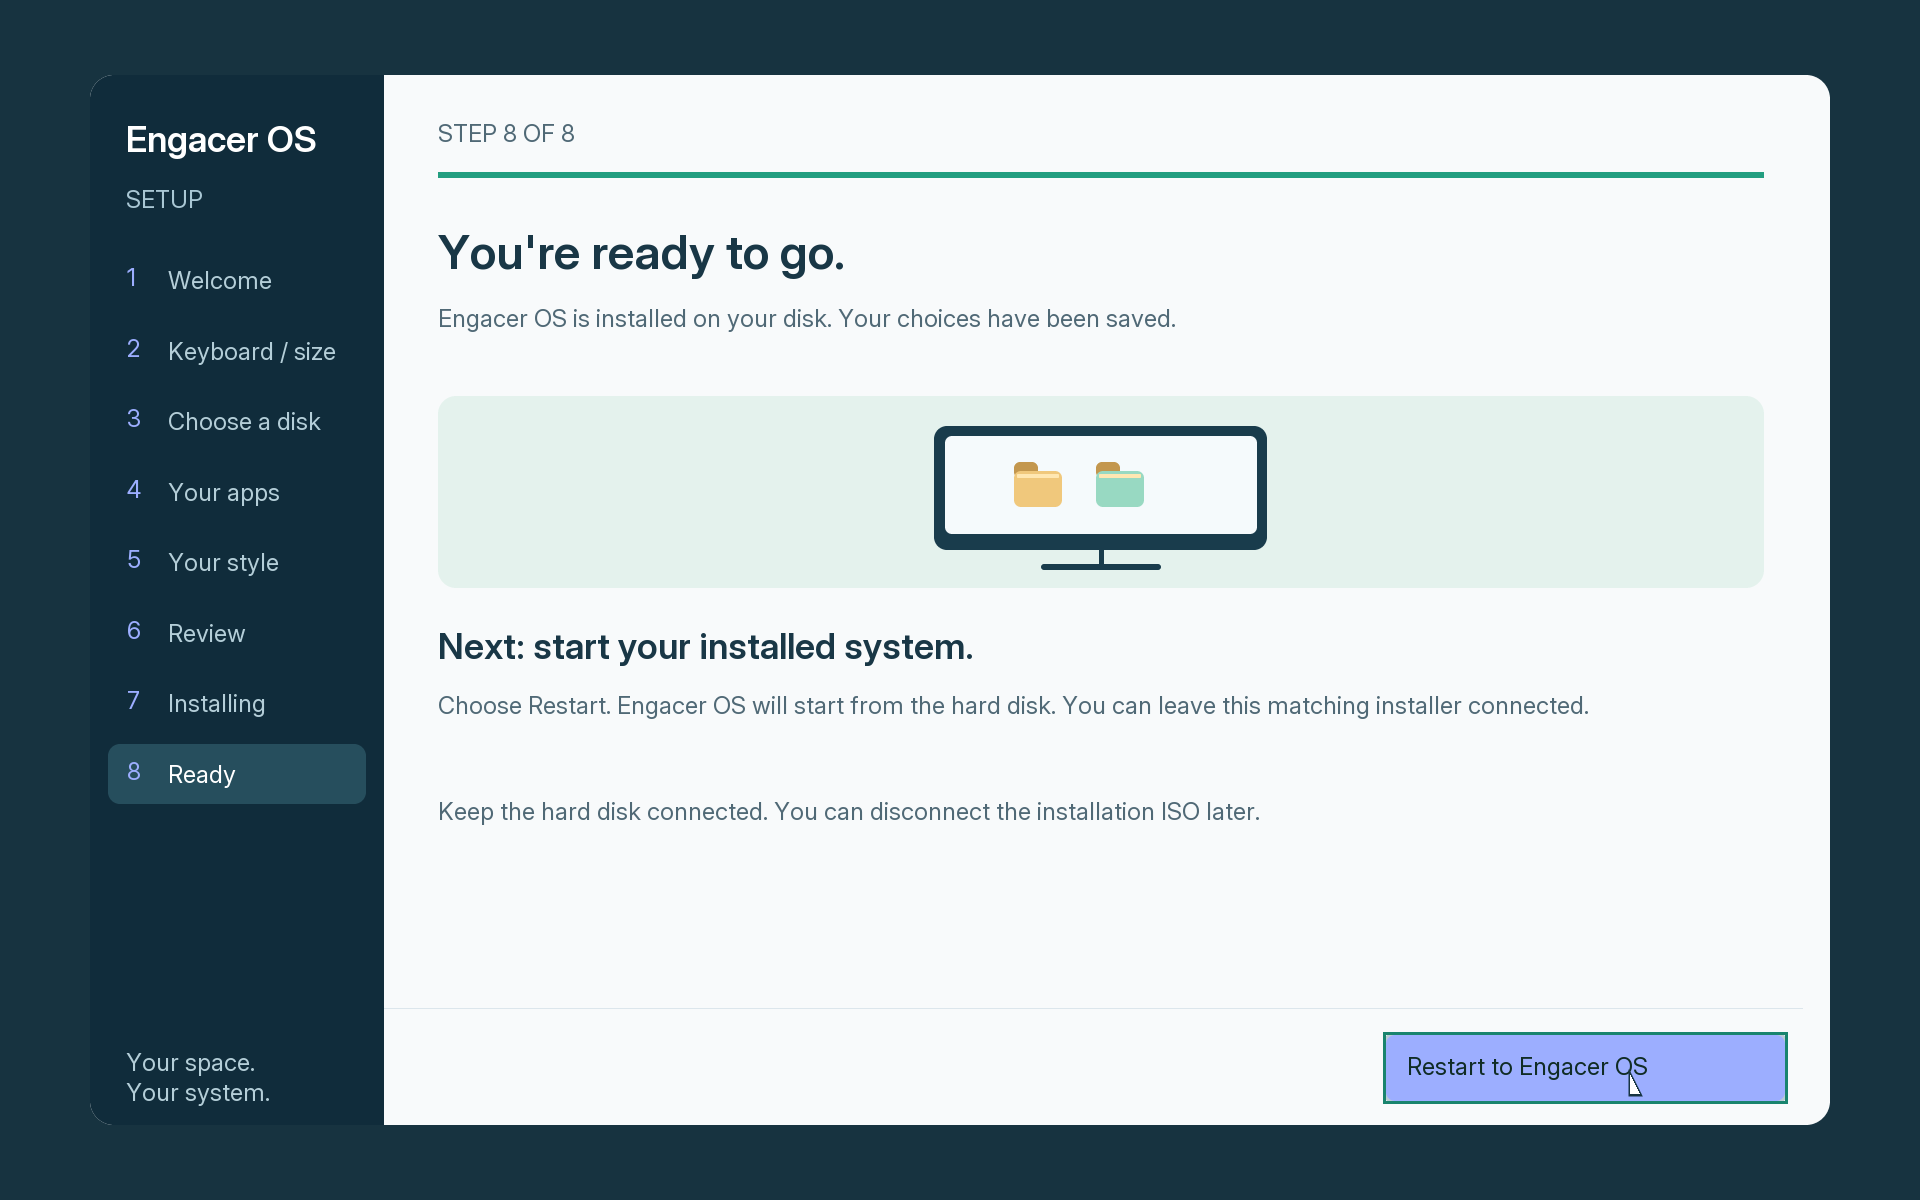 Engacer OS
SETUP
1 Welcome
2 Keyboard / size
3 Choose a disk
4 Your apps
5 Your style
6 Review
7 Installing
8 Ready
Your space.
Your system.
STEP 8 OF 8
You're ready to go.
Engacer OS is installed on your disk. Your choices have been saved.
Next: start your installed system.
Choose Restart. Engacer OS will start from the hard disk. You can leave this matching installer connected.
Keep the hard disk connected. You can disconnect the installation ISO later.
Restart to Engacer OS